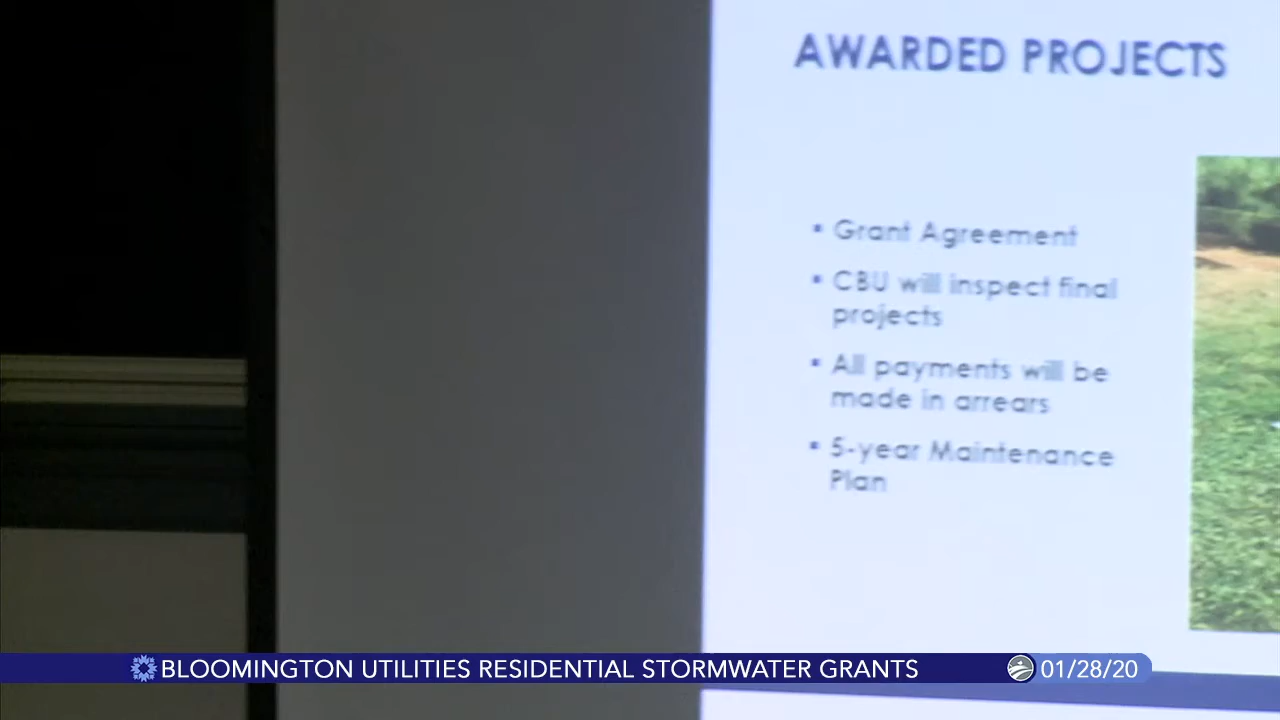 AWARDED PROJECTS
▪ Grant Agreement
▪ CBU will inspect final
projects
▪ All payments will be
made in arrears
▪ 5-year Maintenance
Plan
BLOOMINGTON UTILITIES RESIDENTIAL STORMWATER GRANTS
01/28/20